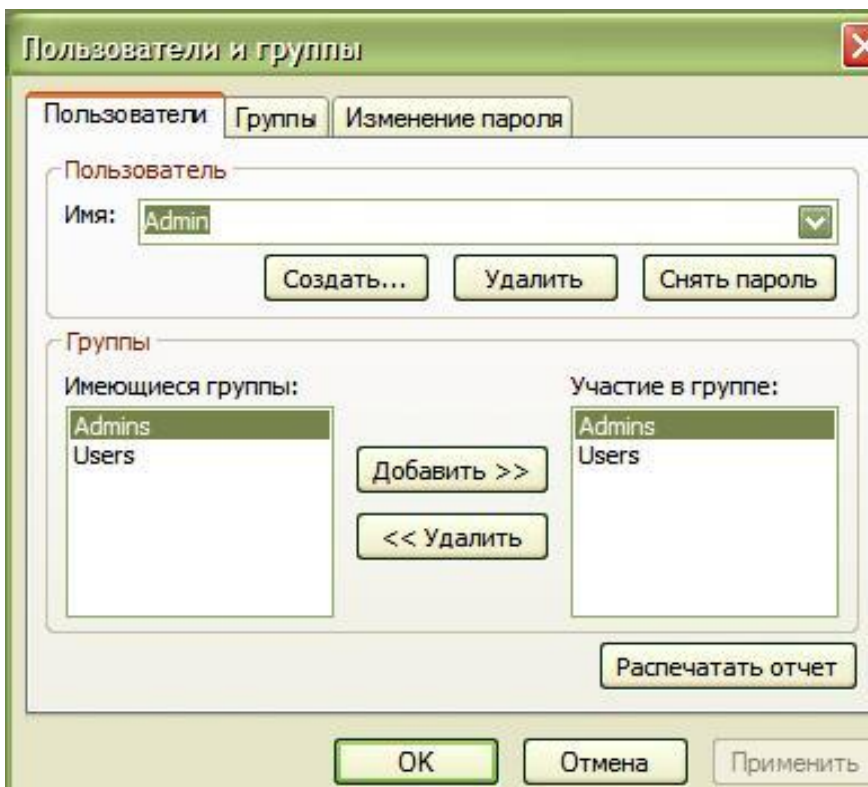 Пользователи и группы
Пользователи Группы Изменение пароля
Пользователь
Имя: Admin
Создать... Удалить Снять пароль
Группы
Имеющиеся группы: Участие в группе:
Admins Admins
Users Users
Добавить >>
<< Удалить
Распечатать отчет
ОК Отмена Применить